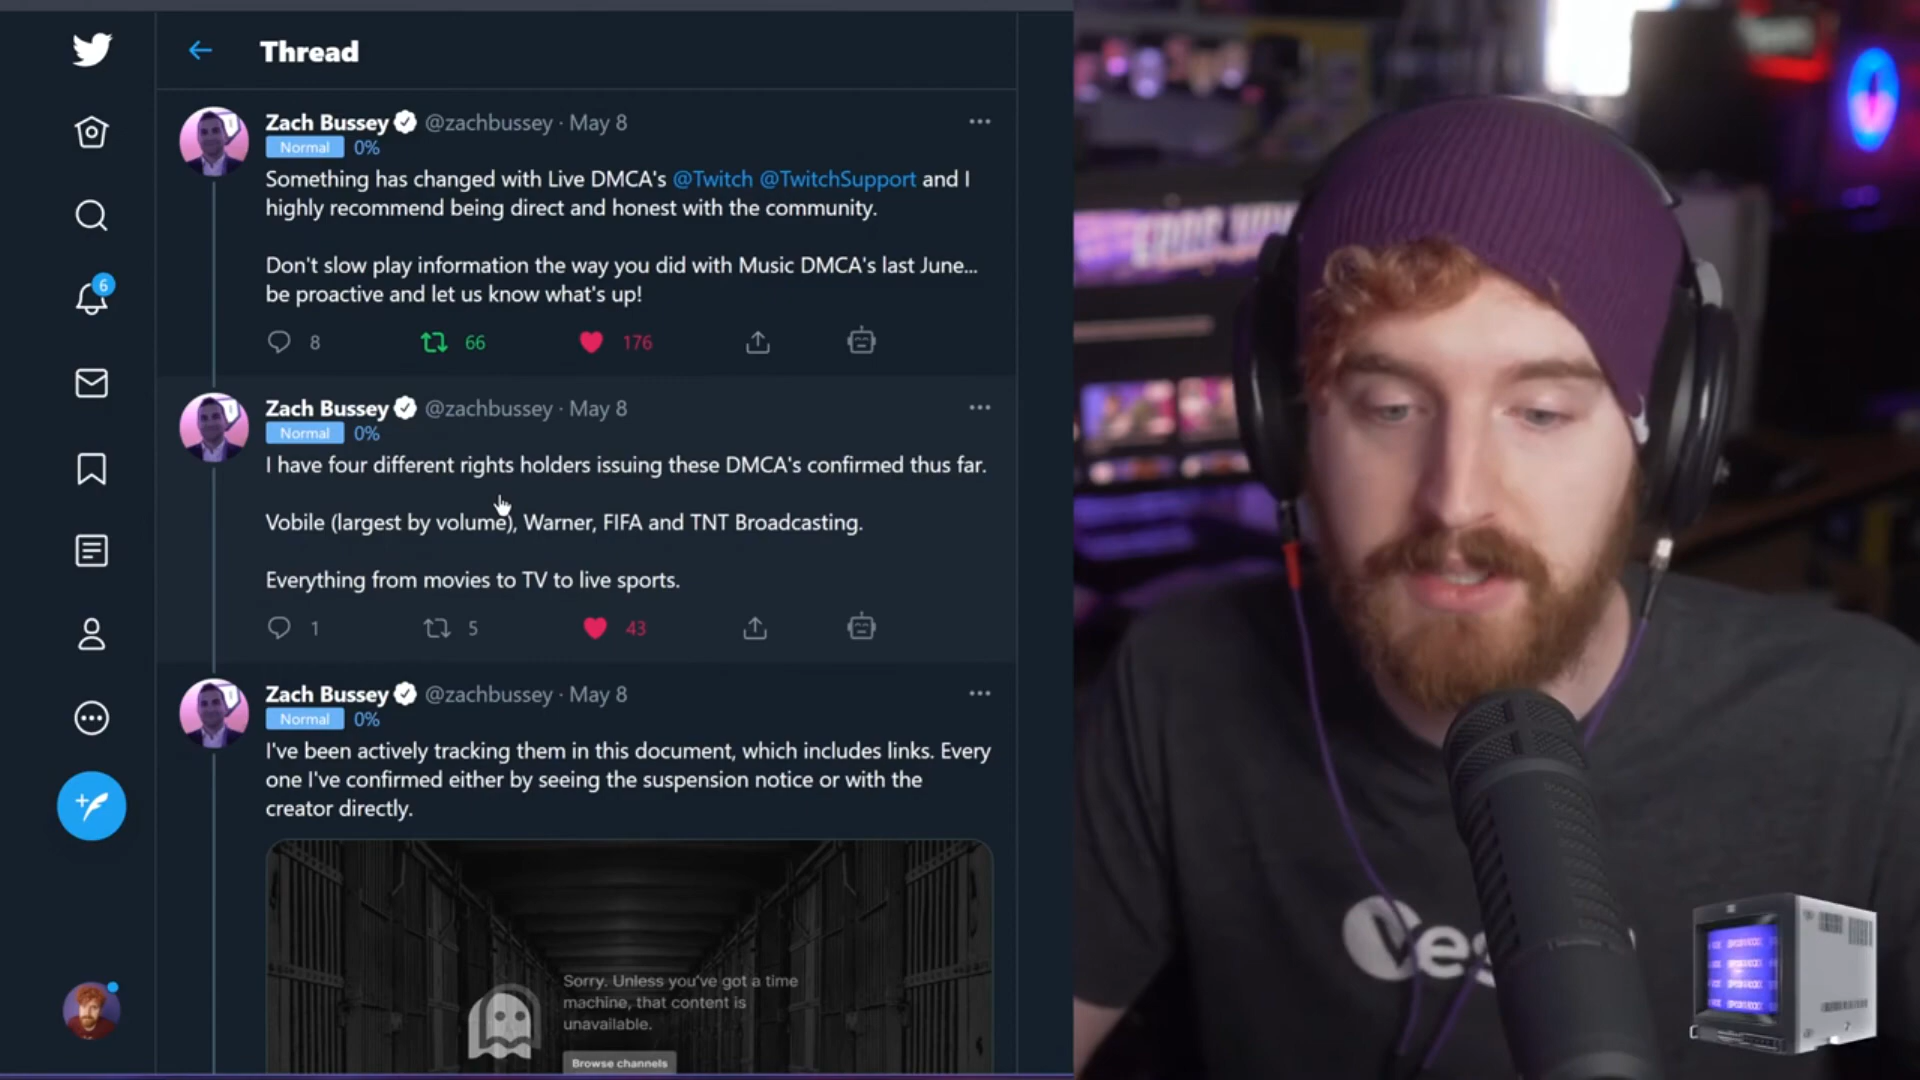 Thread
Zach Bussey @zachbussey · May 8
Normal 0%
Something has changed with Live DMCA's @Twitch @TwitchSupport and I
highly recommend being direct and honest with the community.
Don't slow play information the way you did with Music DMCA's last June...
be proactive and let us know what's up!
8 66 176
Zach Bussey @zachbussey · May 8
Normal 0%
I have four different rights holders issuing these DMCA's confirmed thus far.
Vobile (largest by volume), Warner, FIFA and TNT Broadcasting.
Everything from movies to TV to live sports.
1 5 43
Zach Bussey @zachbussey · May 8
Normal 0%
I've been actively tracking them in this document, which includes links. Every
one I've confirmed either by seeing the suspension notice or with the
creator directly.
Sorry. Unless you've got a time
machine, that content is
unavailable.
Browse channels
6